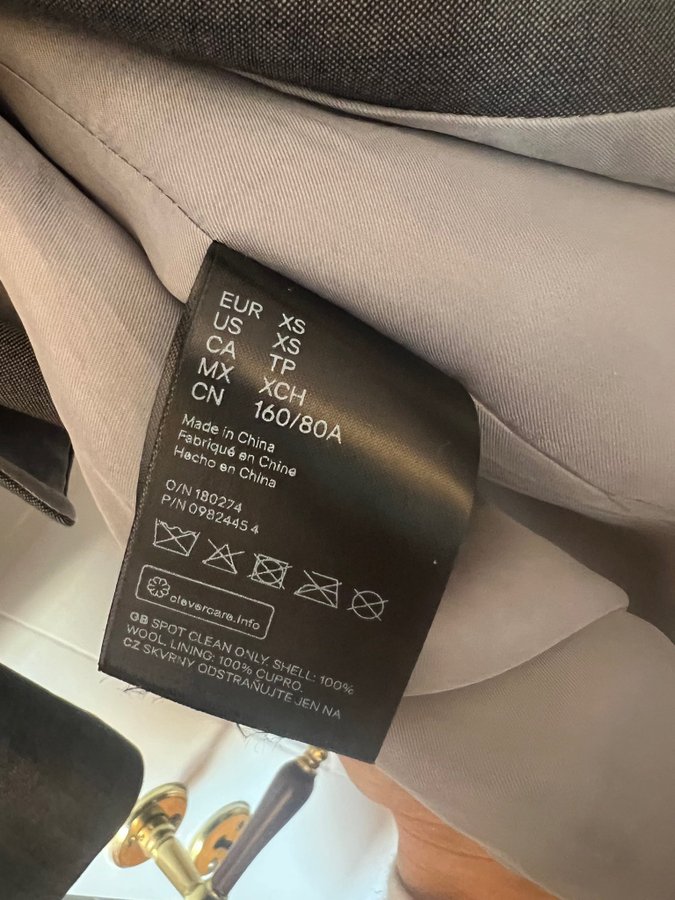 EUR XS
US XS
CA TP
MX XCH
CN 160/80A
Made in China
Fabriqué en Chine
Hecho en China
O/N 180274
P/N 0982445 4
clevercare.info
GB SPOT CLEAN ONLY. SHELL: 100%
WOOL, LINING: 100% CUPRO.
CZ SKVRNY ODSTRAŇUJTE JEN NA